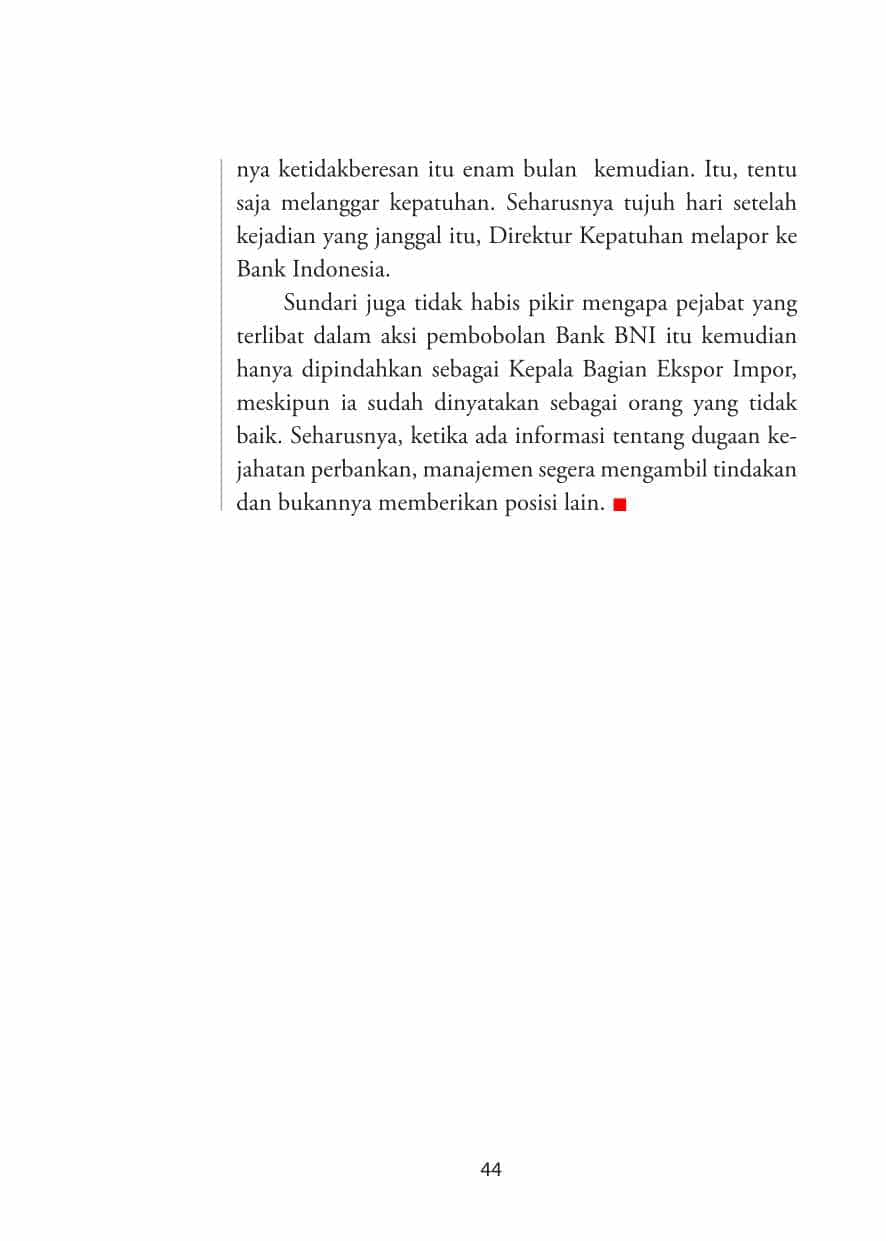 nya ketidakberesan itu enam bulan  kemudian. Itu, tentu
saja melanggar kepatuhan. Seharusnya tujuh hari setelah
kejadian yang janggal itu, Direktur Kepatuhan melapor ke
Bank Indonesia.
Sundari juga tidak habis pikir mengapa pejabat yang
terlibat dalam aksi pembobolan Bank BNI itu kemudian
hanya dipindahkan sebagai Kepala Bagian Ekspor Impor,
meskipun ia sudah dinyatakan sebagai orang yang tidak
baik. Seharusnya, ketika ada informasi tentang dugaan ke-
jahatan perbankan, manajemen segera mengambil tindakan
dan bukannya memberikan posisi lain.
44